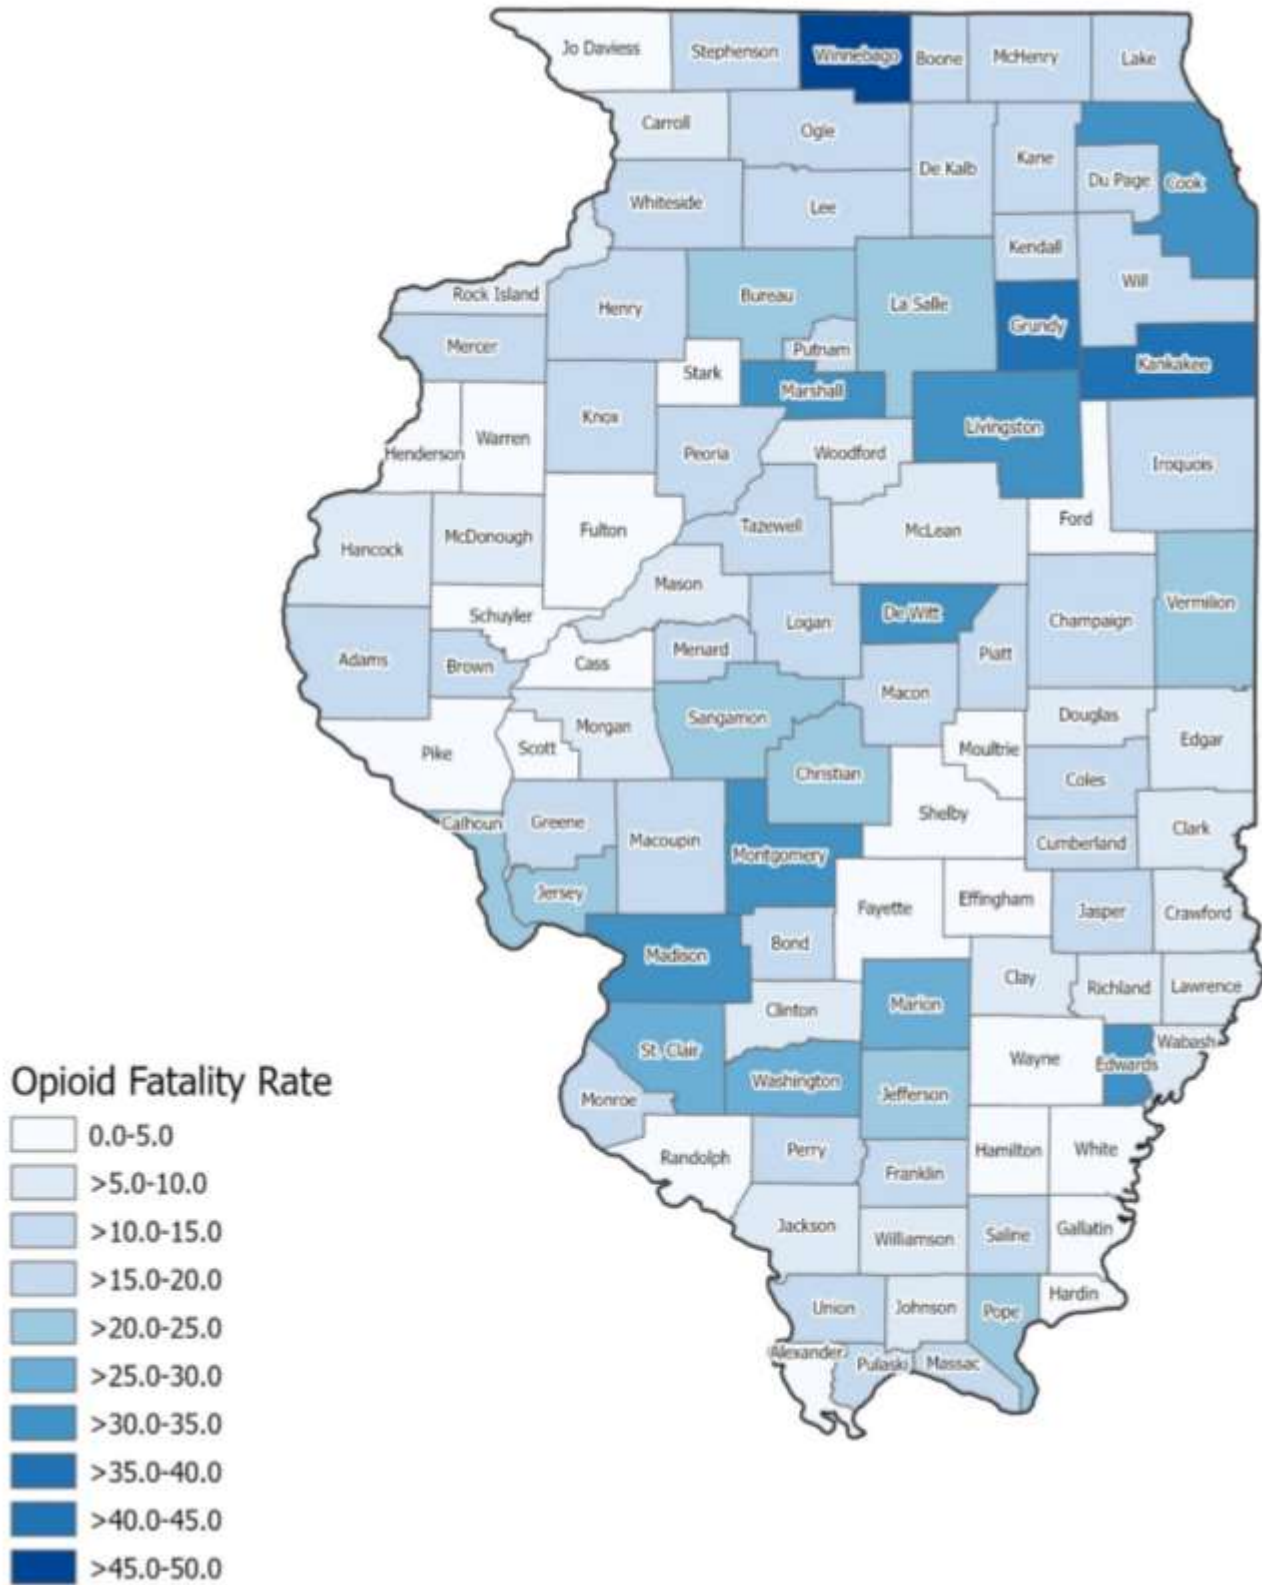 Jo Daviess
Stephenson
Winnebago
Boone
McHenry
Lake
Carroll
Ogle
De Kalb
Kane
Du Page
Cook
Whiteside
Lee
Kendall
Will
Rock Island
Henry
Bureau
La Salle
Grundy
Mercer
Putnam
Kankakee
Stark
Marshall
Knox
Livingston
Henderson
Warren
Peoria
Woodford
Iroquois
Hancock
McDonough
Fulton
Tazewell
McLean
Ford
Mason
Schuyler
Logan
De Witt
Champaign
Vermilion
Adams
Brown
Cass
Menard
Piatt
Macon
Pike
Scott
Morgan
Sangamon
Christian
Moultrie
Douglas
Edgar
Coles
Calhoun
Greene
Macoupin
Montgomery
Shelby
Cumberland
Clark
Jersey
Fayette
Effingham
Jasper
Crawford
Madison
Bond
Clay
Richland
Lawrence
Clinton
Marion
St. Clair
Washington
Wayne
Edwards
Wabash
Monroe
Jefferson
Randolph
Perry
Hamilton
White
Franklin
Jackson
Williamson
Saline
Gallatin
Union
Johnson
Pope
Hardin
Alexander
Pulaski
Massac
Opioid Fatality Rate
0.0-5.0
>5.0-10.0
>10.0-15.0
>15.0-20.0
>20.0-25.0
>25.0-30.0
>30.0-35.0
>35.0-40.0
>40.0-45.0
>45.0-50.0